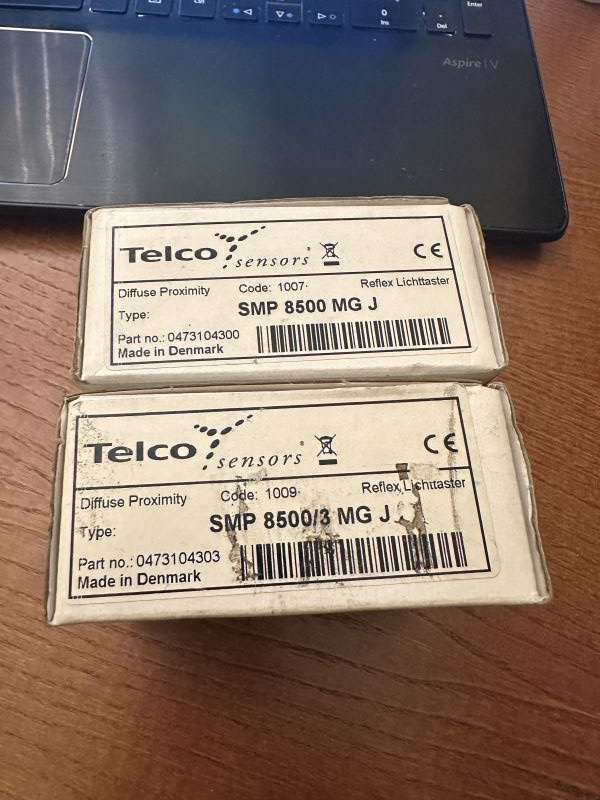 Ctrl
0
Ins
Del
Enter
Aspire V
Telco sensors CE
Diffuse Proximity Code: 1007 Reflex Lichttaster
Type: SMP 8500 MG J
Part no.: 0473104300
Made in Denmark
Telco sensors CE
Diffuse Proximity Code: 1009 Reflex Lichttaster
Type: SMP 8500/3 MG J
Part no.: 0473104303
Made in Denmark